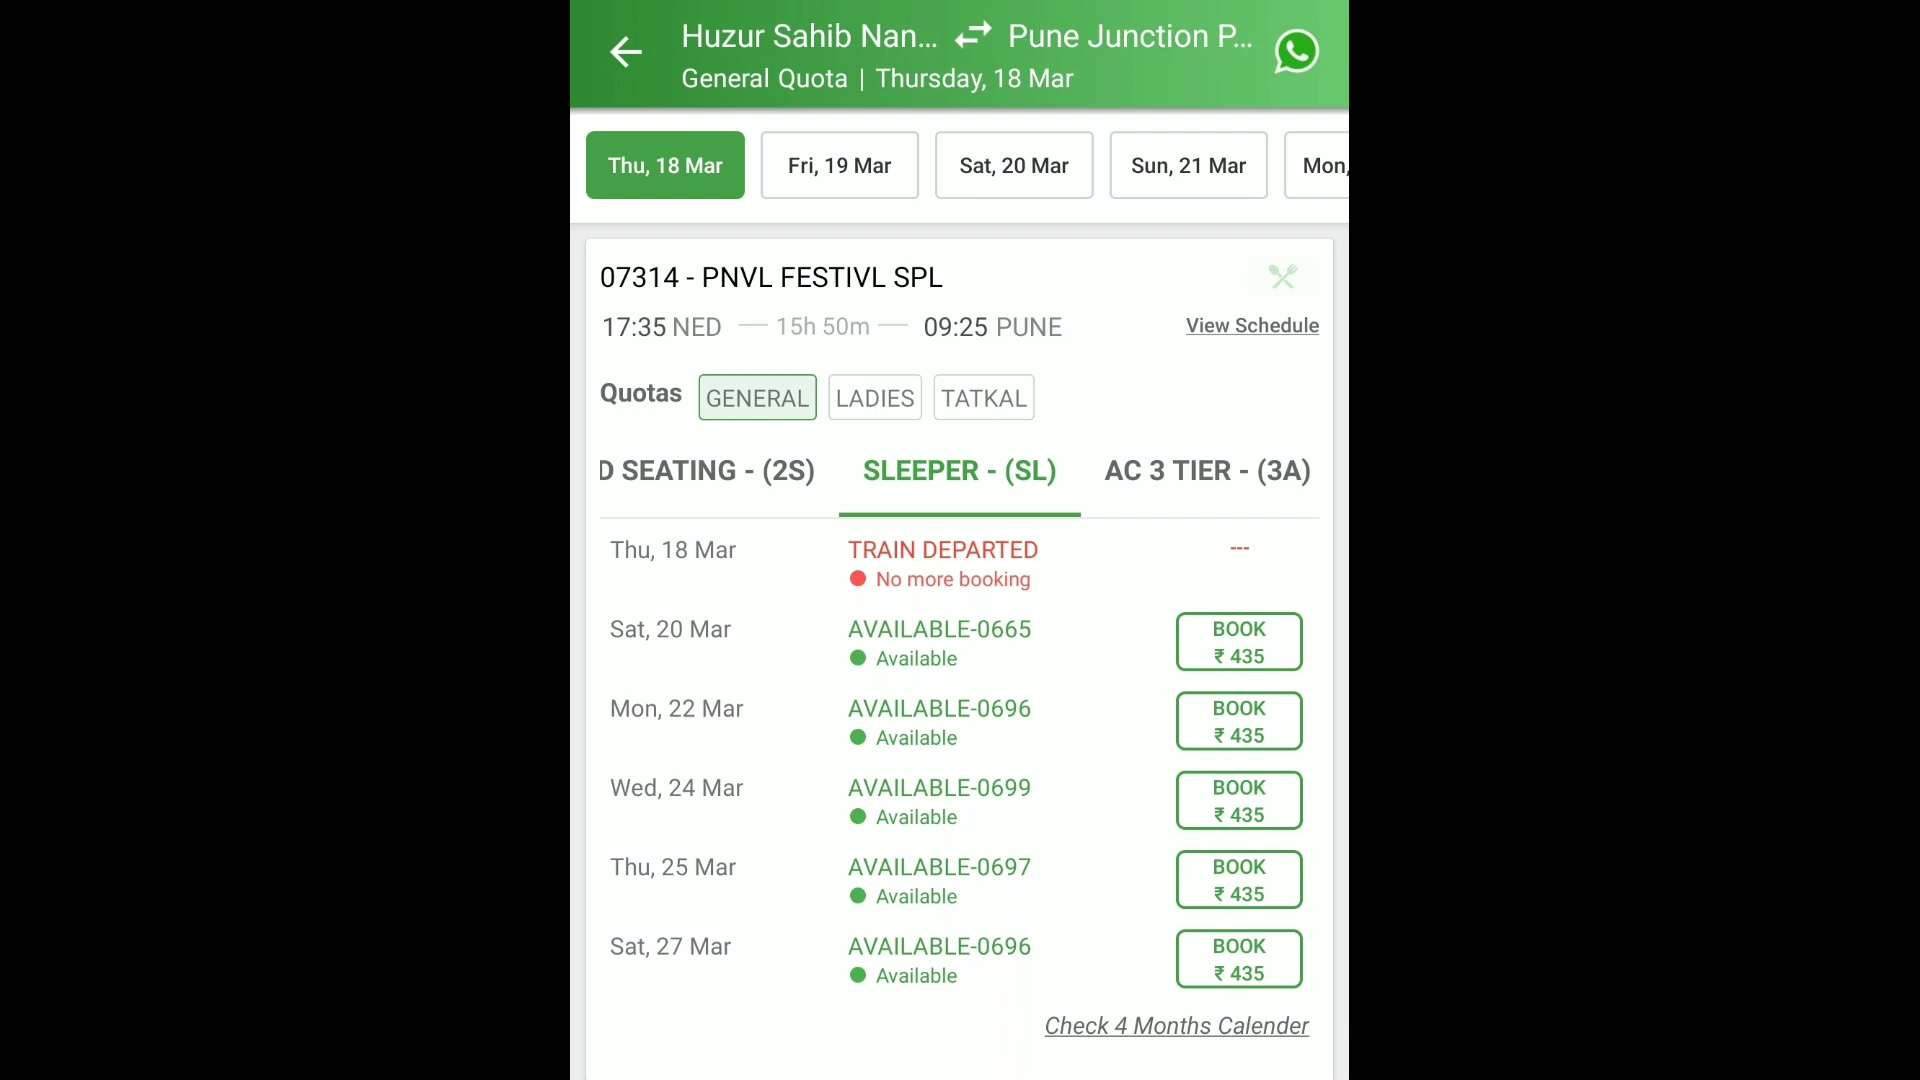 Huzur Sahib Nan... Pune Junction P...
General Quota | Thursday, 18 Mar
Thu, 18 Mar Fri, 19 Mar Sat, 20 Mar Sun, 21 Mar Mon,
07314 - PNVL FESTIVL SPL
17:35 NED 15h 50m 09:25 PUNE View Schedule
Quotas GENERAL LADIES TATKAL
D SEATING - (2S) SLEEPER - (SL) AC 3 TIER - (3A)
Thu, 18 Mar TRAIN DEPARTED ---
No more booking
Sat, 20 Mar AVAILABLE-0665 BOOK
Available ₹ 435
Mon, 22 Mar AVAILABLE-0696 BOOK
Available ₹ 435
Wed, 24 Mar AVAILABLE-0699 BOOK
Available ₹ 435
Thu, 25 Mar AVAILABLE-0697 BOOK
Available ₹ 435
Sat, 27 Mar AVAILABLE-0696 BOOK
Available ₹ 435
Check 4 Months Calender